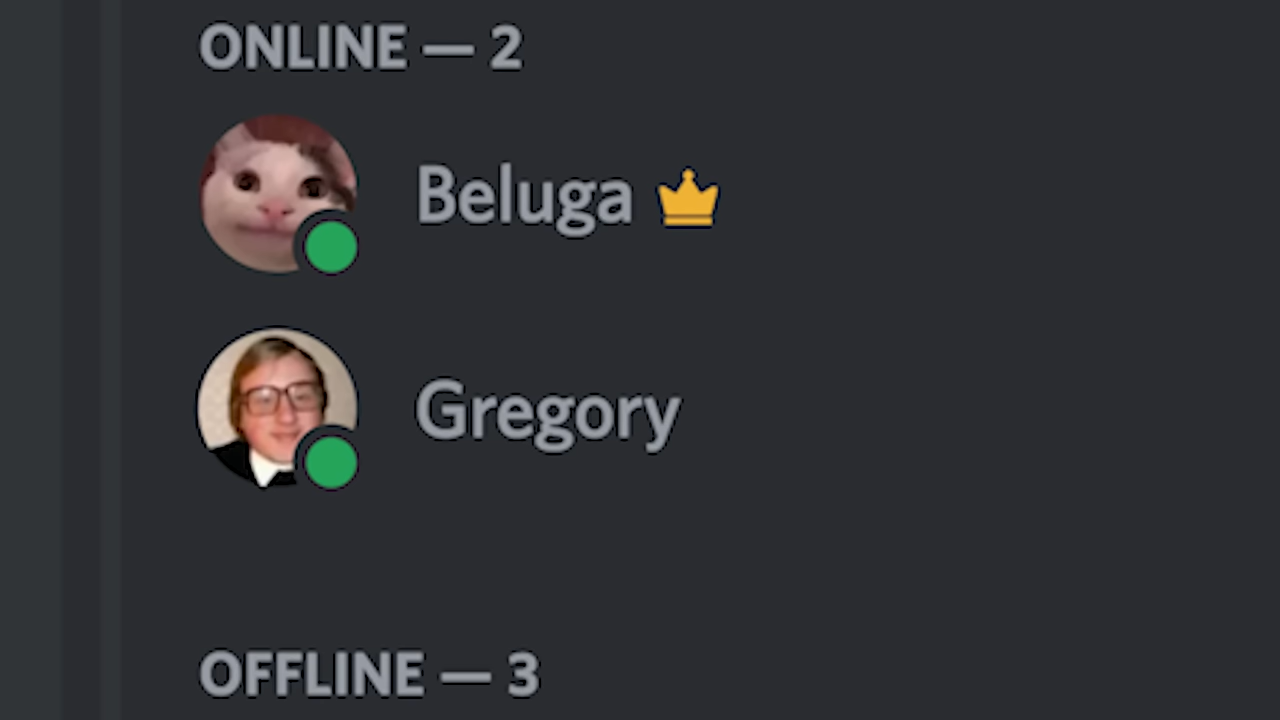 ONLINE — 2
Beluga
Gregory
OFFLINE — 3